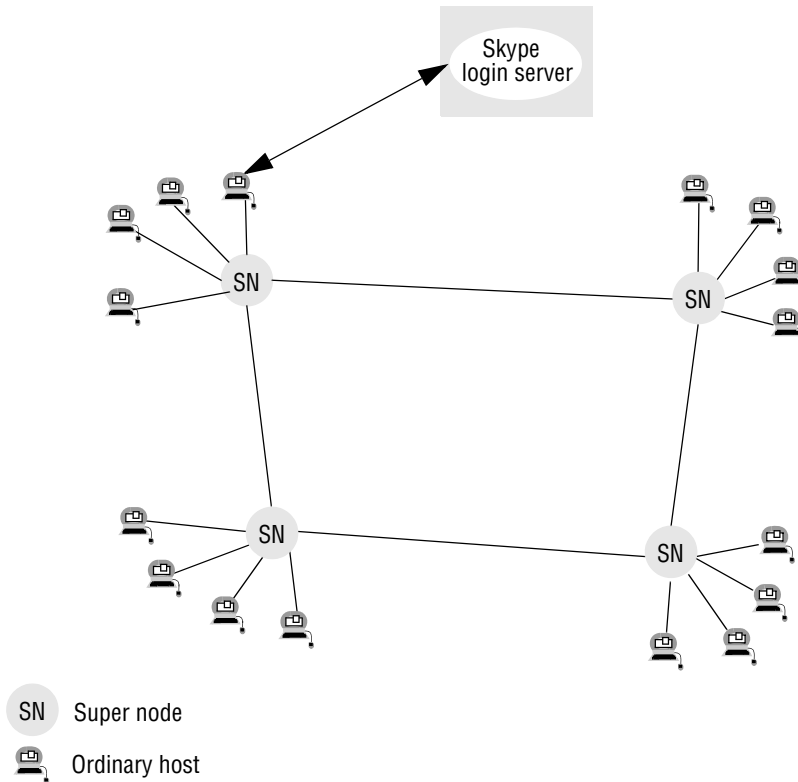 Skype
login server
SN
SN
SN
SN
SN Super node
Ordinary host